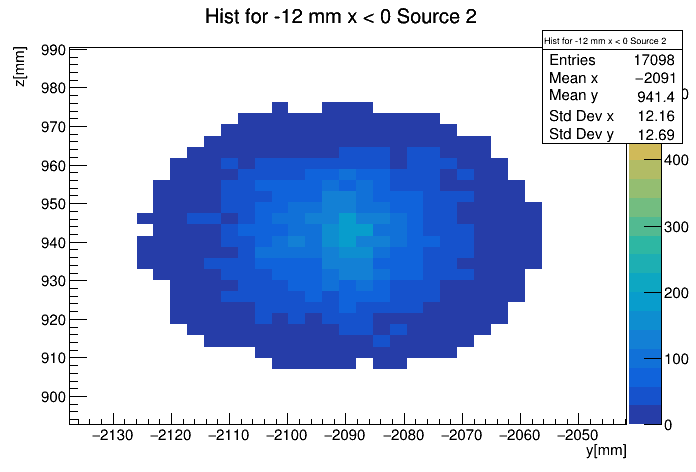 Hist for -12 mm x < 0 Source 2
z[mm]
990
980
970
960
950
940
930
920
910
900
−2130 −2120 −2110 −2100 −2090 −2080 −2070 −2060 −2050
y[mm]
Hist for -12 mm x < 0 Source 2
Entries 17098
Mean x −2091
Mean y 941.4
Std Dev x 12.16
Std Dev y 12.69
400
300
200
100
0